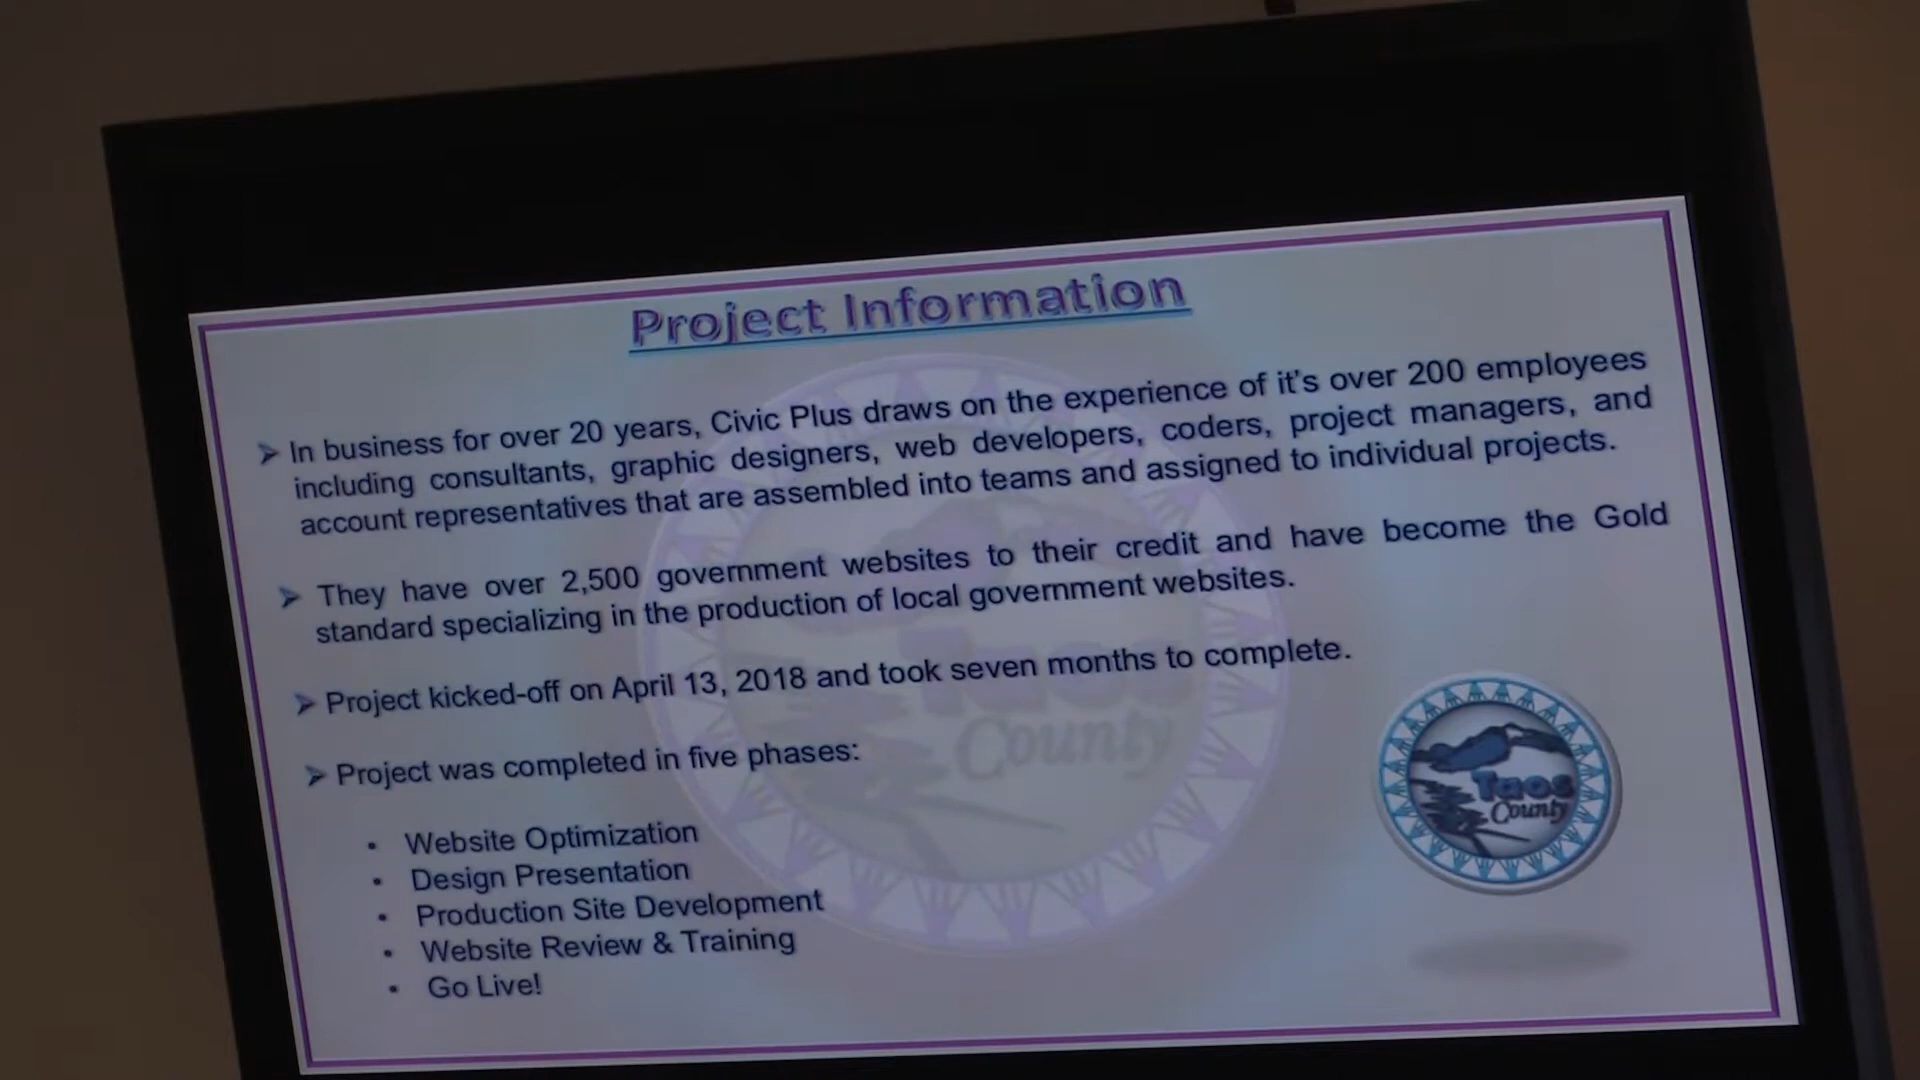 Project Information
➤ In business for over 20 years, Civic Plus draws on the experience of it's over 200 employees
including consultants, graphic designers, web developers, coders, project managers, and
account representatives that are assembled into teams and assigned to individual projects.
➤ They have over 2,500 government websites to their credit and have become the Gold
standard specializing in the production of local government websites.
➤ Project kicked-off on April 13, 2018 and took seven months to complete.
➤ Project was completed in five phases:
• Website Optimization
• Design Presentation
• Production Site Development
• Website Review & Training
• Go Live!
Taos
County
Taos
County